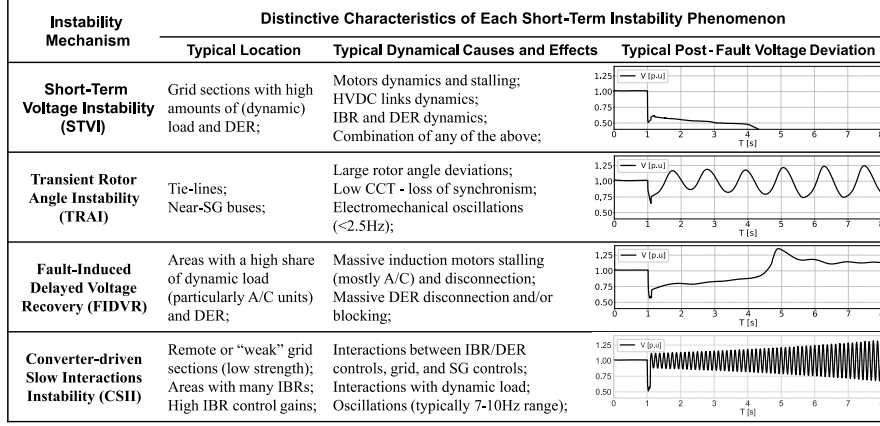 Distinctive Characteristics of Each Short-Term Instability Phenomenon
Instability
Mechanism
Typical Location
Typical Dynamical Causes and Effects
Typical Post - Fault Voltage Deviation
Short-Term
Voltage Instability
(STVI)
Grid sections with high
amounts of (dynamic)
load and DER;
Motors dynamics and stalling;
HVDC links dynamics;
IBR and DER dynamics;
Combination of any of the above;
V [p.u]
1.25
1.00
0.75
0.50
0 1 2 3 4 5 6 7 8
T [s]
Transient Rotor
Angle Instability
(TRAI)
Tie-lines;
Near-SG buses;
Large rotor angle deviations;
Low CCT - loss of synchronism;
Electromechanical oscillations
(<2.5Hz);
V [p.u]
1.25
1.00
0.75
0.50
0 1 2 3 4 5 6 7 8
T [s]
Fault-Induced
Delayed Voltage
Recovery (FIDVR)
Areas with a high share
of dynamic load
(particularly A/C units)
and DER;
Massive induction motors stalling
(mostly A/C) and disconnection;
Massive DER disconnection and/or
blocking;
V [p.u]
1.25
1.00
0.75
0.50
0 1 2 3 4 5 6 7 8
T [s]
Converter-driven
Slow Interactions
Instability (CSII)
Remote or “weak” grid
sections (low strength);
Areas with many IBRs;
High IBR control gains;
Interactions between IBR/DER
controls, grid, and SG controls;
Interactions with dynamic load;
Oscillations (typically 7-10Hz range);
V [p.u]
1.25
1.00
0.75
0.50
0 1 2 3 4 5 6 7 8
T [s]